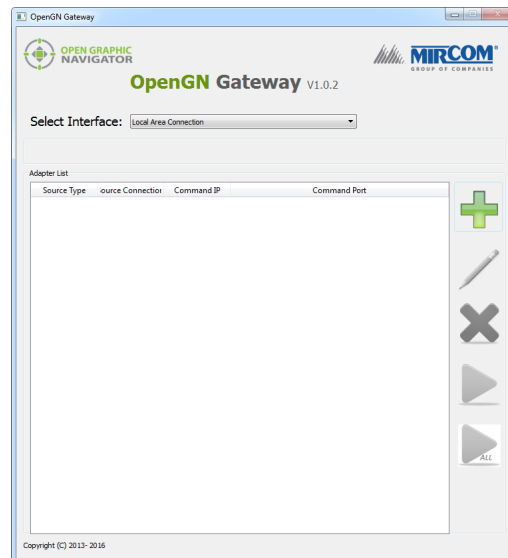 OpenGN Gateway
OPEN GRAPHIC
NAVIGATOR
MIRCOM®
GROUP OF COMPANIES
OpenGN Gateway V1.0.2
Select Interface: Local Area Connection
Adapter List
Source Type ource Connection Command IP Command Port
ALL
Copyright (C) 2013- 2016